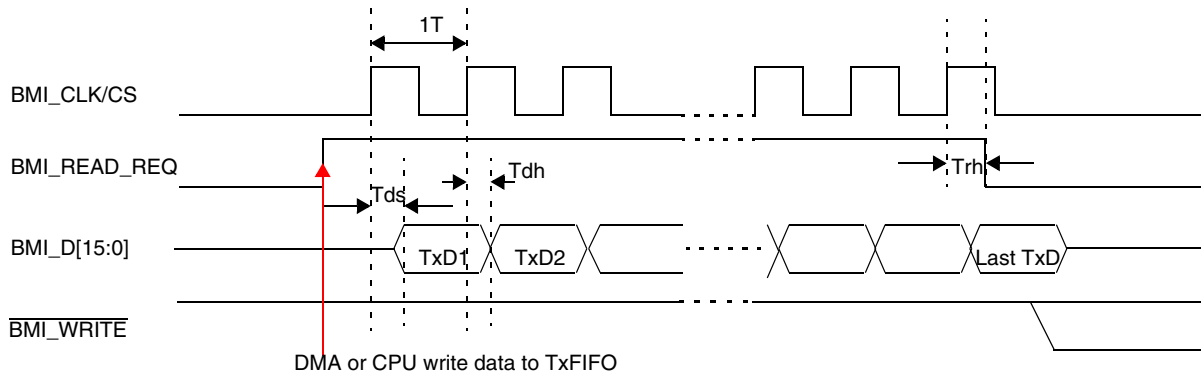 1T
BMI_CLK/CS
BMI_READ_REQ
Trh
Tdh
Tds
BMI_D[15:0]
TxD1
TxD2
Last TxD
BMI_WRITE
DMA or CPU write data to TxFIFO